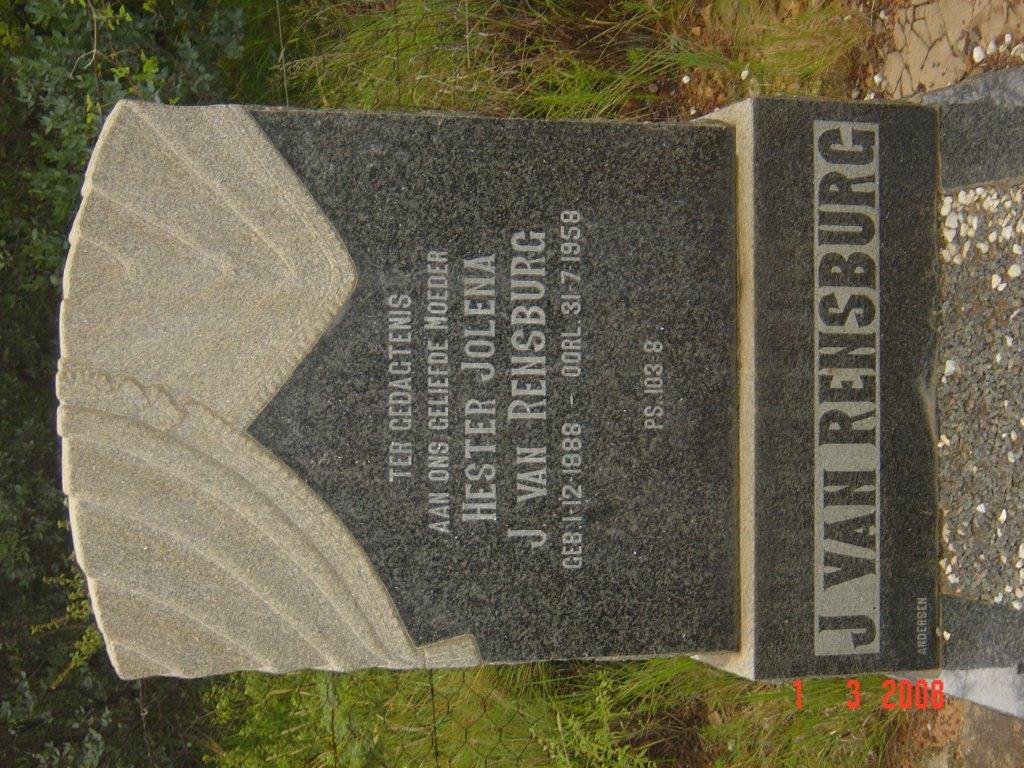 TER GEDAGTENIS
AAN ONS GELIEFDE MOEDER
HESTER JOLENA
J VAN RENSBURG
GEB. 1-12-1888 - OORL. 31-7-1958
PS. 103.8
J VAN RENSBURG
ANDERSEN
1 3 2008